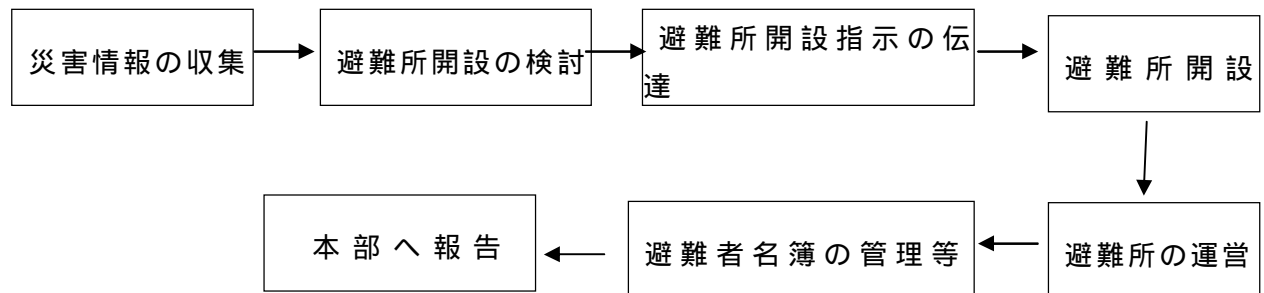 災害情報の収集
避難所開設の検討
避難所開設指示の伝
達
避難所開設
避難所の運営
避難者名簿の管理等
本部へ報告